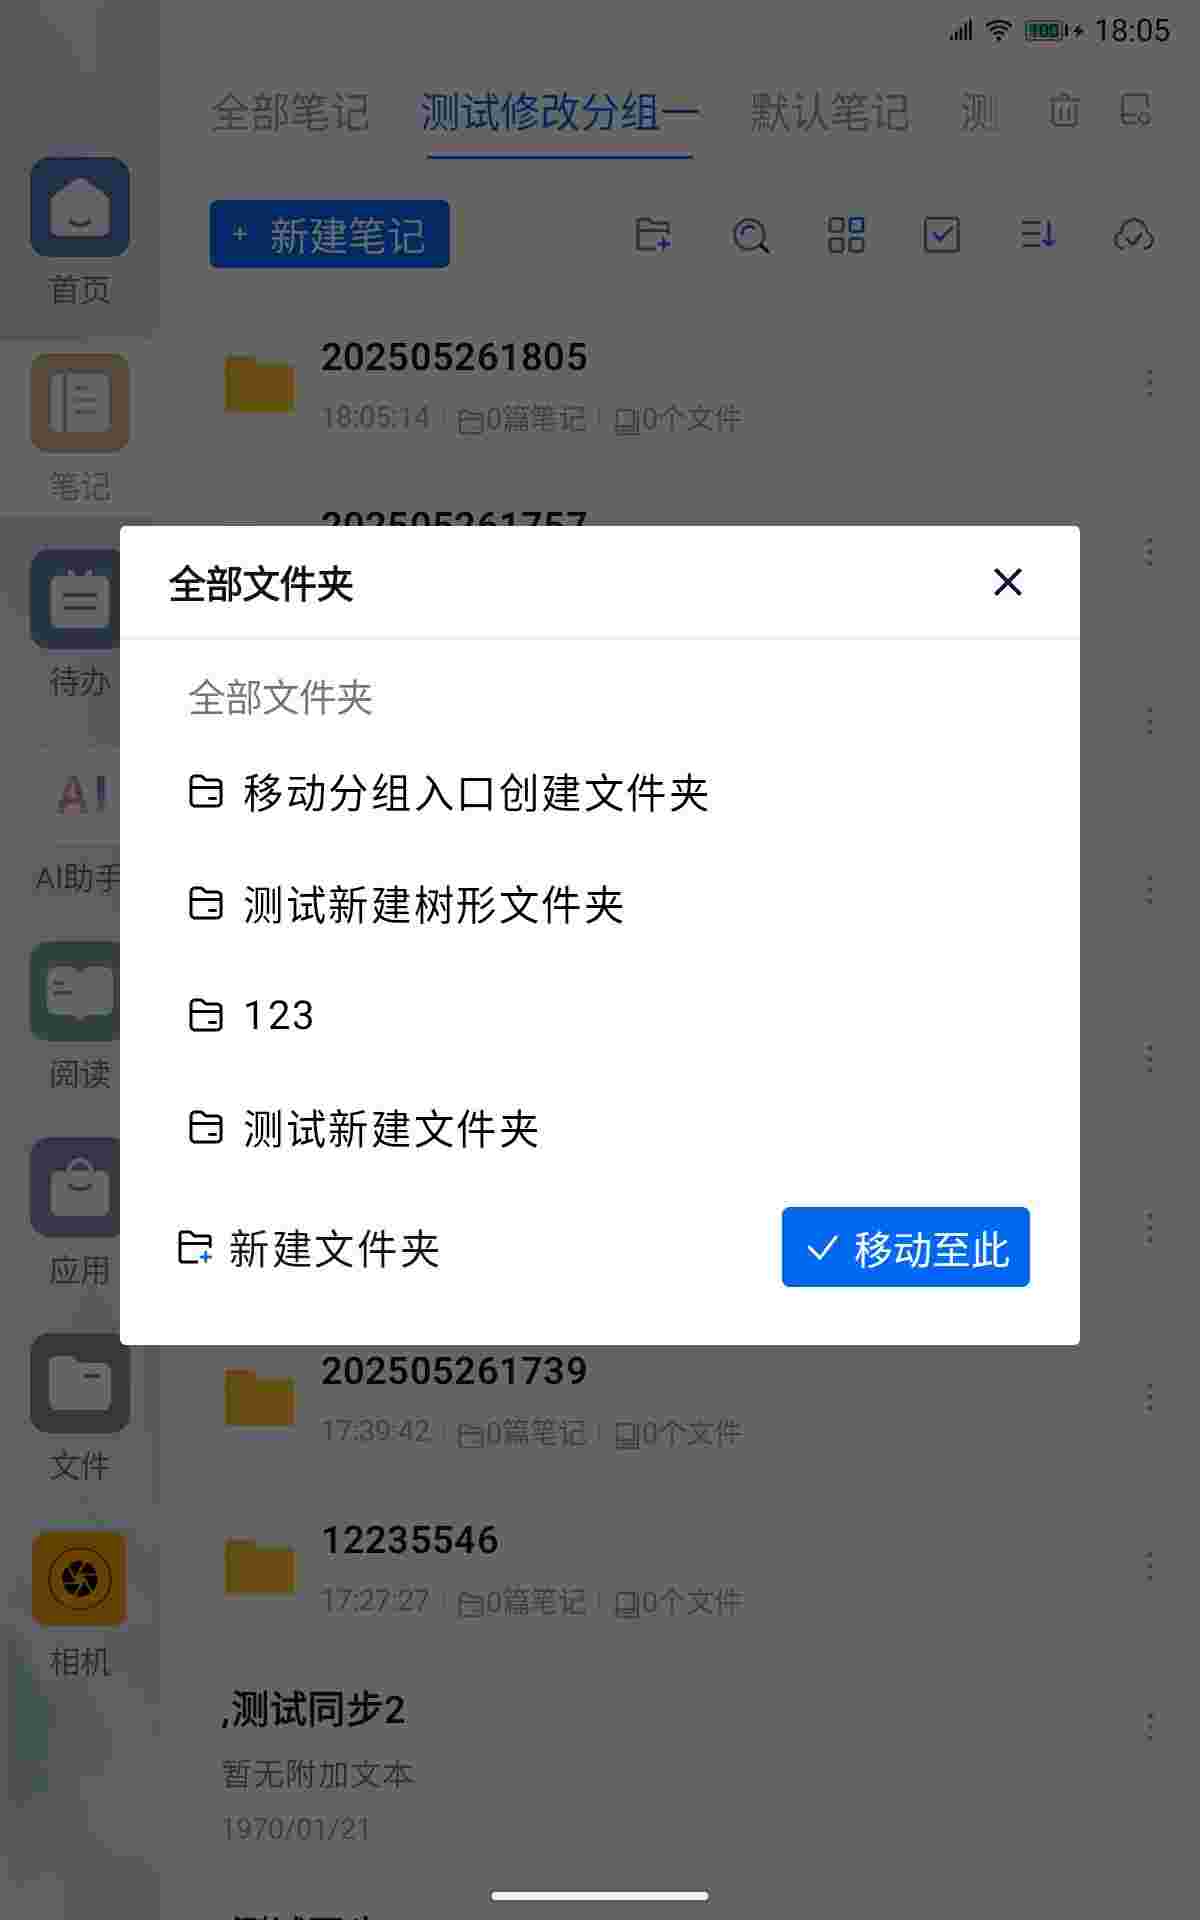 100 18:05
全部笔记 测试修改分组一 默认笔记 测
+ 新建笔记
首页
笔记
待办
AI
AI助手
阅读
应用
文件
相机
202505261805
18:05:14 0篇笔记 0个文件
202505261757
全部文件夹
全部文件夹
移动分组入口创建文件夹
测试新建树形文件夹
123
测试新建文件夹
新建文件夹 移动至此
202505261739
17:39:42 0篇笔记 0个文件
12235546
17:27:27 0篇笔记 0个文件
,测试同步2
暂无附加文本
1970/01/21